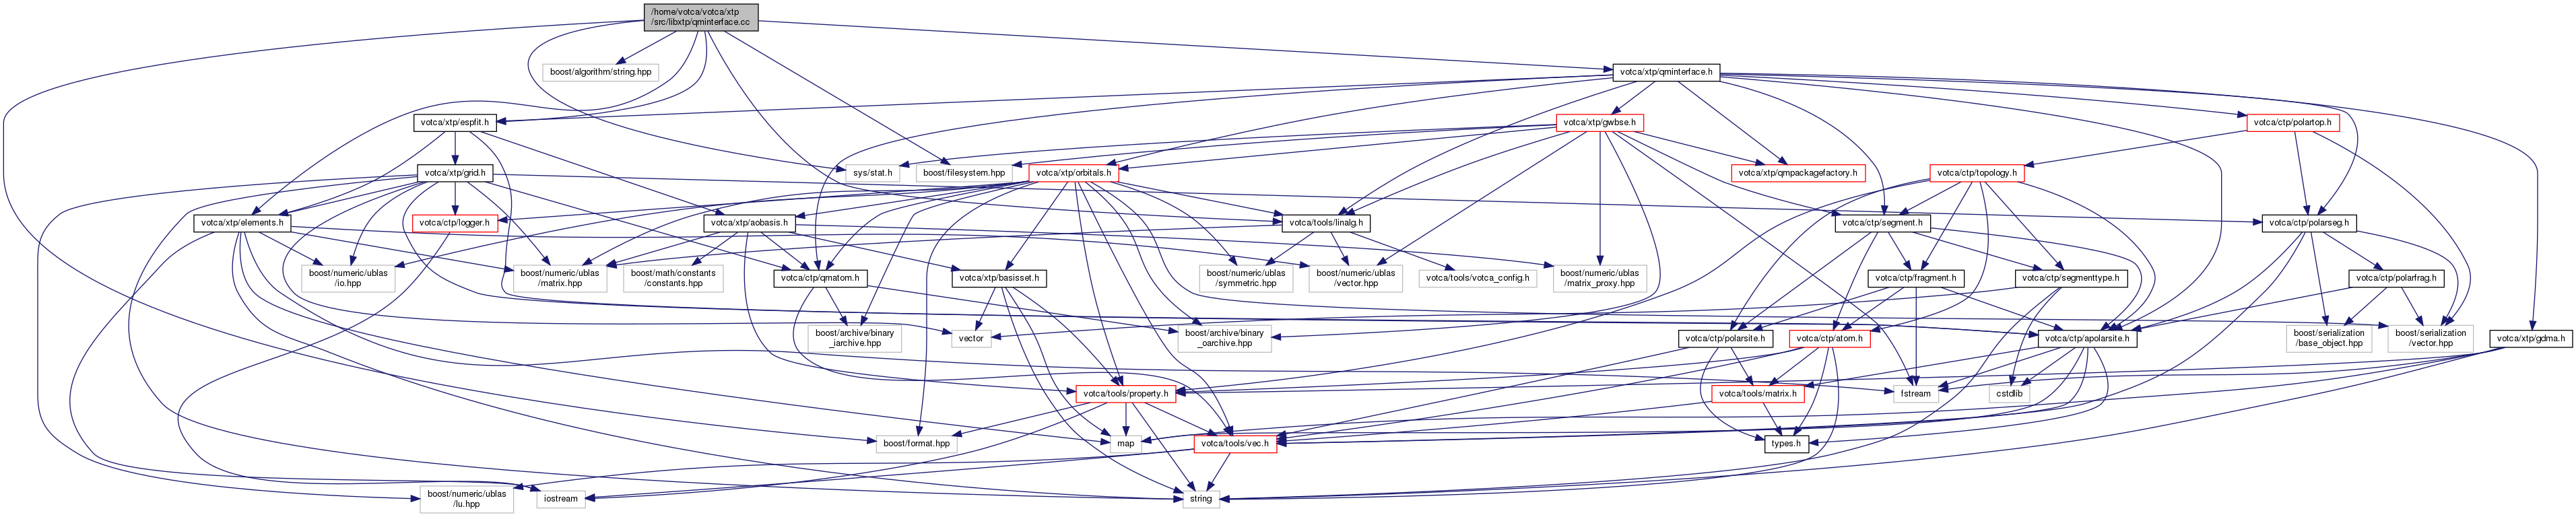 /home/votca/votca/xtp
/src/libxtp/qminterface.cc
boost/algorithm/string.hpp
votca/xtp/qminterface.h
votca/xtp/espfit.h
votca/xtp/gwbse.h
votca/ctp/polartop.h
votca/xtp/grid.h
sys/stat.h
boost/filesystem.hpp
votca/xtp/orbitals.h
votca/xtp/qmpackagefactory.h
votca/ctp/topology.h
votca/xtp/elements.h
votca/ctp/logger.h
votca/xtp/aobasis.h
votca/tools/linalg.h
votca/ctp/segment.h
votca/ctp/polarseg.h
boost/numeric/ublas
/io.hpp
boost/numeric/ublas
/matrix.hpp
boost/math/constants
/constants.hpp
votca/ctp/qmatom.h
votca/xtp/basisset.h
boost/numeric/ublas
/symmetric.hpp
boost/numeric/ublas
/vector.hpp
votca/tools/votca_config.h
boost/numeric/ublas
/matrix_proxy.hpp
votca/ctp/fragment.h
votca/ctp/segmenttype.h
votca/ctp/polarfrag.h
boost/archive/binary
_iarchive.hpp
vector
boost/archive/binary
_oarchive.hpp
votca/ctp/polarsite.h
votca/ctp/atom.h
votca/ctp/apolarsite.h
boost/serialization
/base_object.hpp
boost/serialization
/vector.hpp
votca/xtp/gdma.h
votca/tools/property.h
votca/tools/matrix.h
fstream
cstdlib
boost/format.hpp
map
votca/tools/vec.h
types.h
boost/numeric/ublas
/lu.hpp
iostream
string